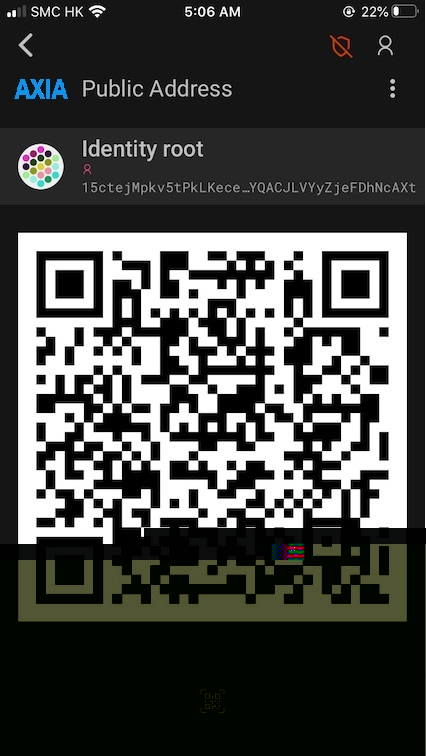 SMC HK 5:06 AM 22%
AXIA Public Address
Identity root
15ctejMpkv5tPkLKece…YQACJLVYyZjeFDhNcAXt